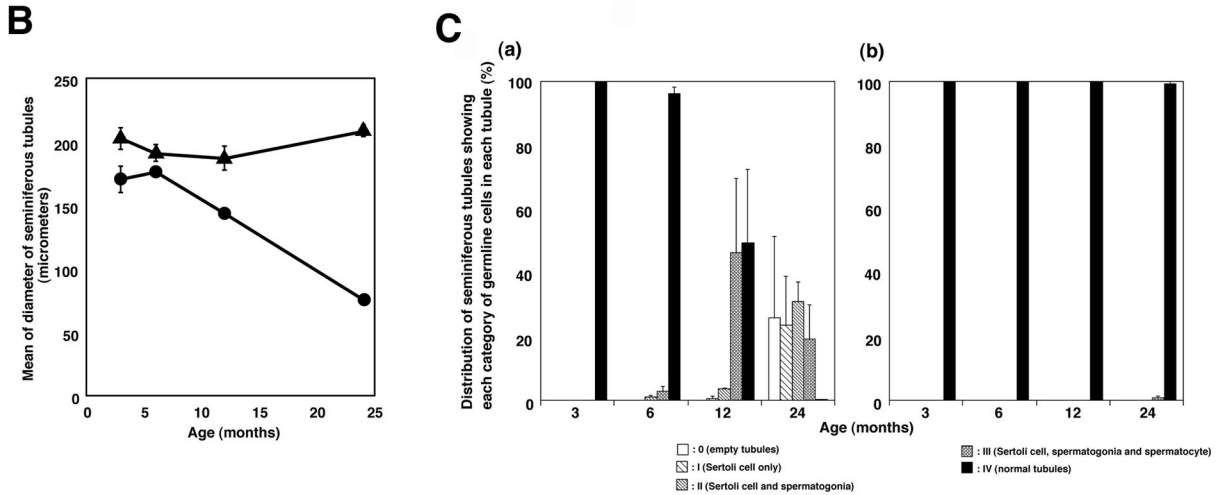 B
Mean of diameter of seminiferous tubules
(micrometers)
250
200
150
100
50
0
0 5 10 15 20 25
Age (months)
C
(a)
(b)
Distribution of seminiferous tubules showing
each category of germline cells in each tubule (%)
100
80
60
40
20
0
3 6 12 24
100
80
60
40
20
0
3 6 12 24
Age (months)
: 0 (empty tubules)
: I (Sertoli cell only)
: II (Sertoli cell and spermatogonia)
: III (Sertoli cell, spermatogonia and spermatocyte)
: IV (normal tubules)